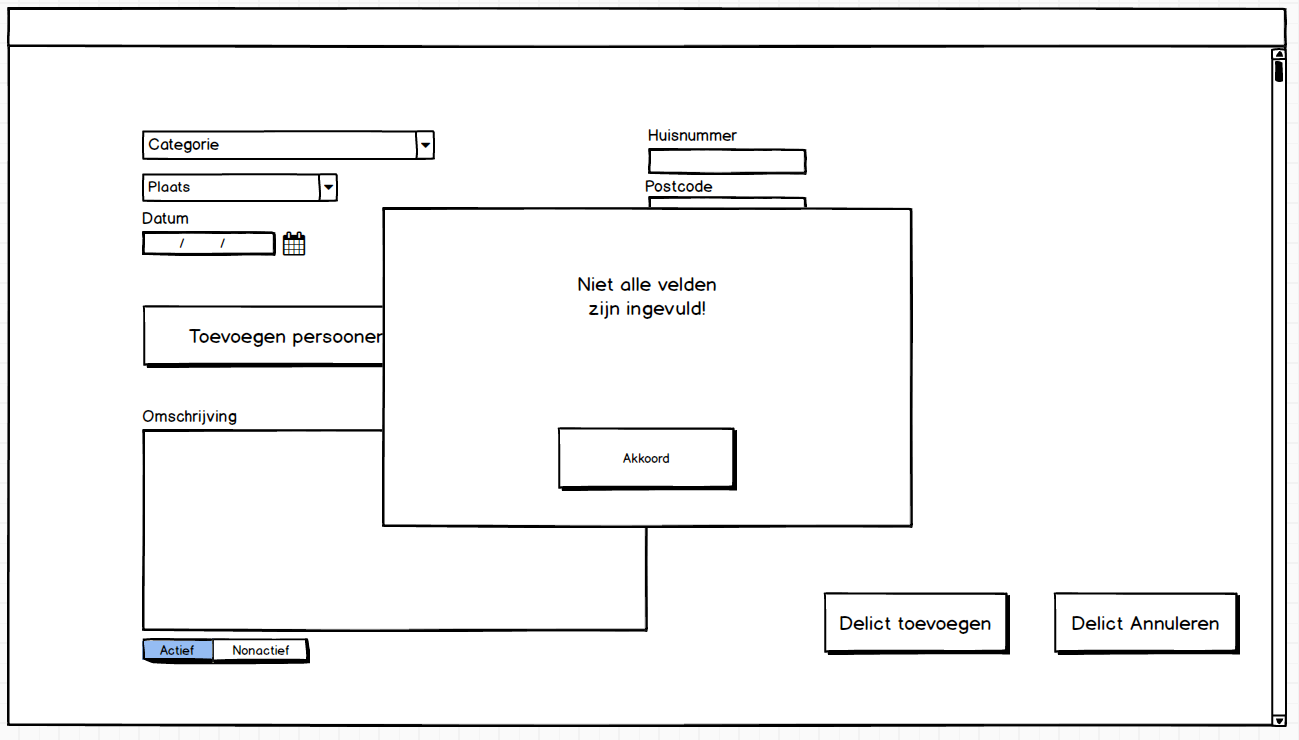 Categorie
Huisnummer
Plaats
Postcode
Datum
/ /
Niet alle velden
zijn ingevuld!
Toevoegen
Omschrijving
Akkoord
Delict toevoegen
Delict Annuleren
Actief
Nonactief